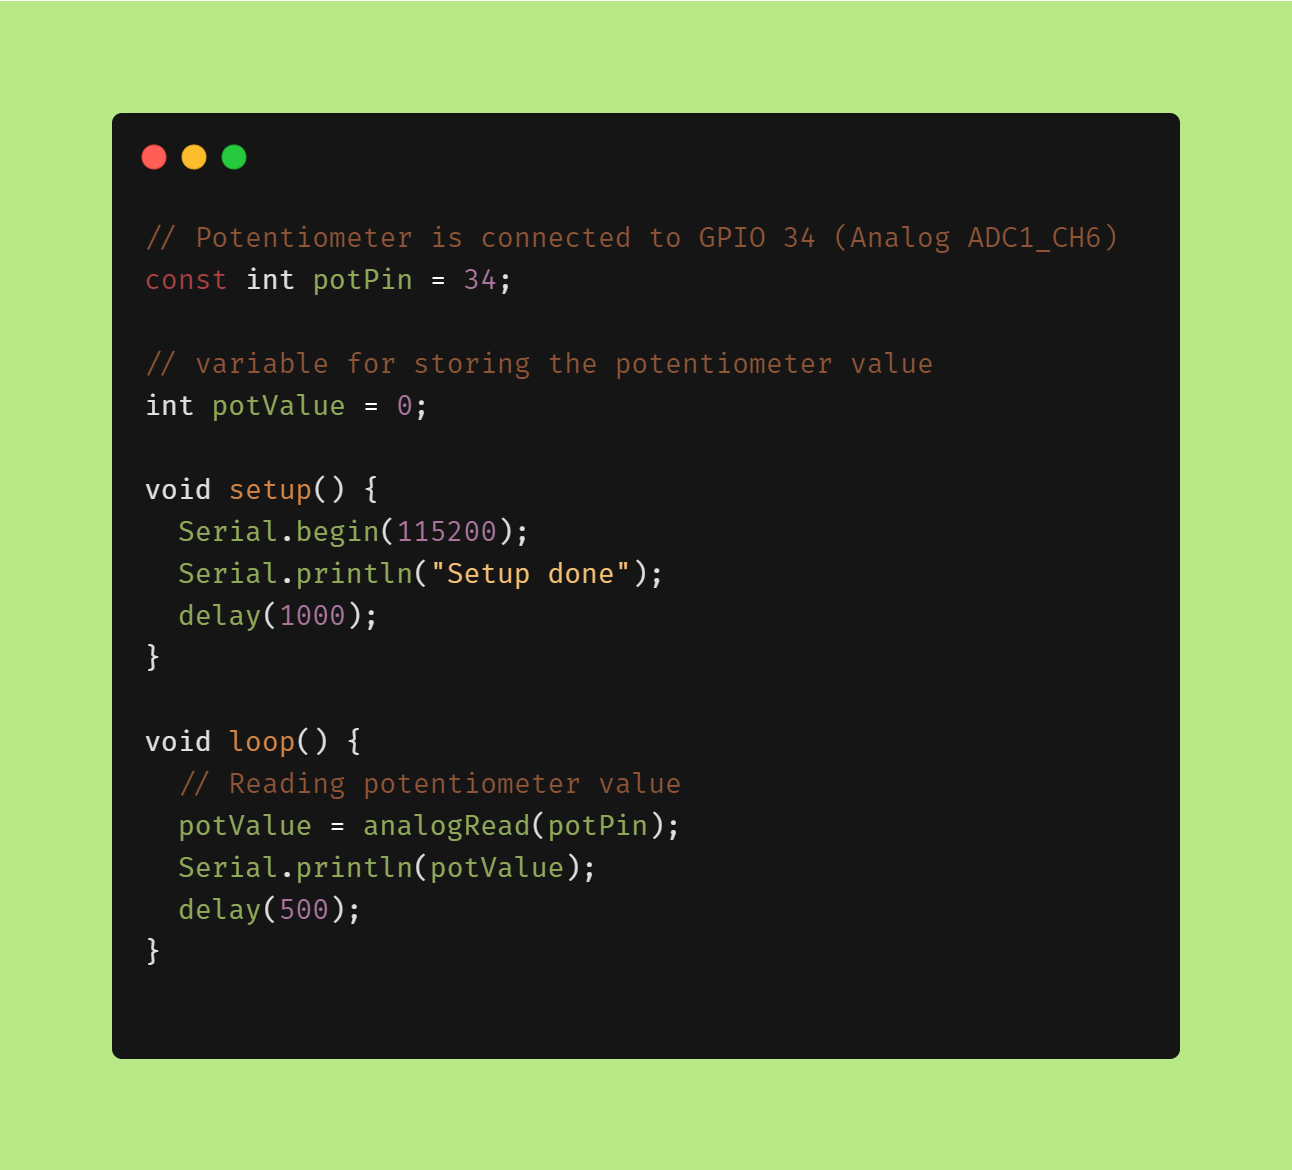 // Potentiometer is connected to GPIO 34 (Analog ADC1_CH6)
const int potPin = 34;

// variable for storing the potentiometer value
int potValue = 0;

void setup() {
  Serial.begin(115200);
  Serial.println("Setup done");
  delay(1000);
}

void loop() {
  // Reading potentiometer value
  potValue = analogRead(potPin);
  Serial.println(potValue);
  delay(500);
}